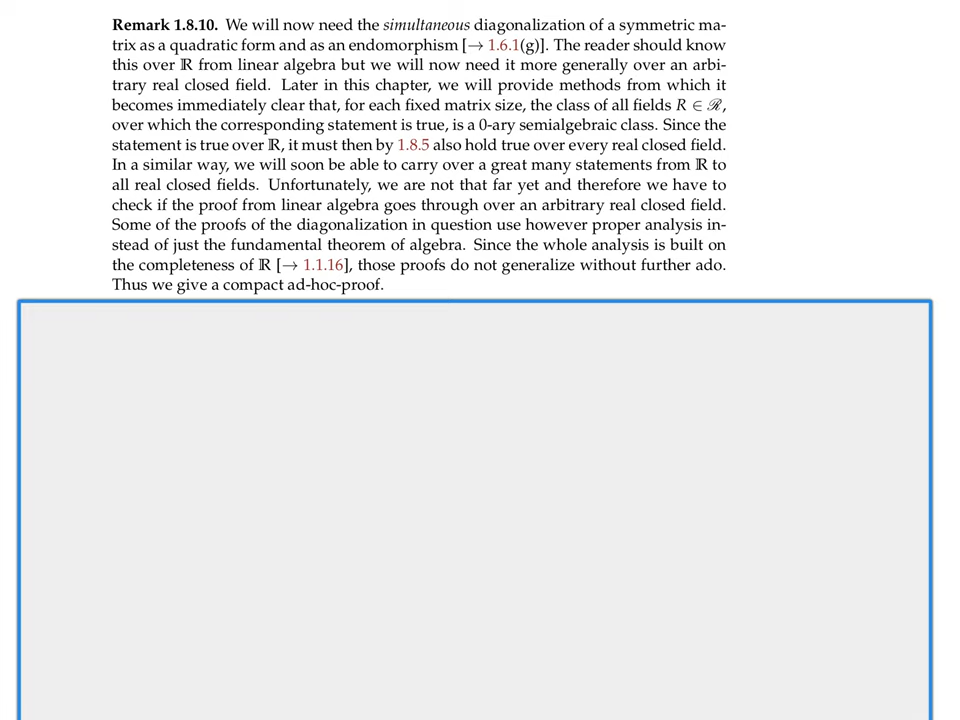 Remark 1.8.10. We will now need the simultaneous diagonalization of a symmetric ma-
trix as a quadratic form and as an endomorphism [→ 1.6.1(g)]. The reader should know
this over ℝ from linear algebra but we will now need it more generally over an arbi-
trary real closed field. Later in this chapter, we will provide methods from which it
becomes immediately clear that, for each fixed matrix size, the class of all fields R ∈ ℛ,
over which the corresponding statement is true, is a 0-ary semialgebraic class. Since the
statement is true over ℝ, it must then by 1.8.5 also hold true over every real closed field.
In a similar way, we will soon be able to carry over a great many statements from ℝ to
all real closed fields. Unfortunately, we are not that far yet and therefore we have to
check if the proof from linear algebra goes through over an arbitrary real closed field.
Some of the proofs of the diagonalization in question use however proper analysis in-
stead of just the fundamental theorem of algebra. Since the whole analysis is built on
the completeness of ℝ [→ 1.1.16], those proofs do not generalize without further ado.
Thus we give a compact ad-hoc-proof.